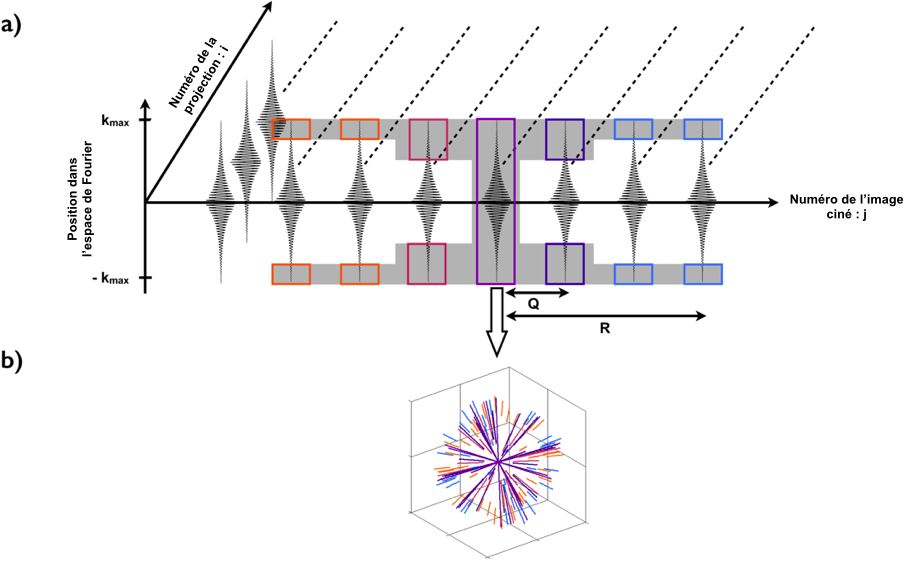 a)
Numéro de la
projection : i
kmax
Position dans
l'espace de Fourier
- kmax
Numéro de l'image
ciné : j
Q
R
b)